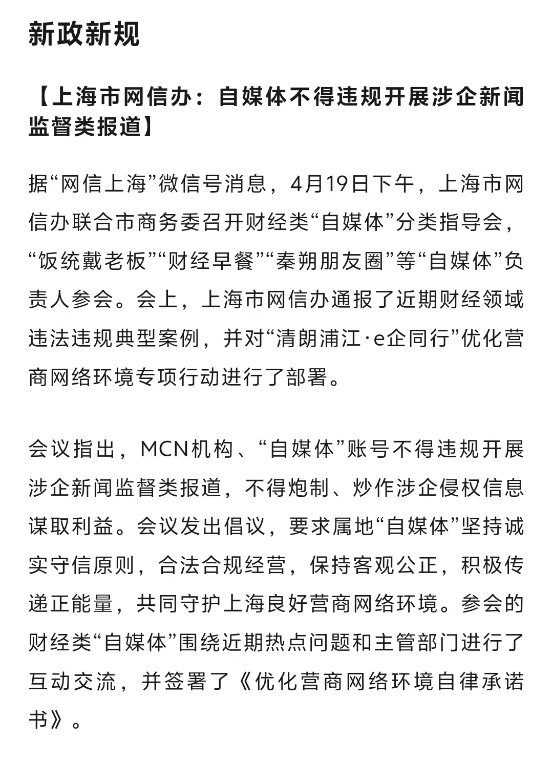 新政新规
【上海市网信办：自媒体不得违规开展涉企新闻
监督类报道】
据“网信上海”微信号消息，4月19日下午，上海市网
信办联合市商务委召开财经类“自媒体”分类指导会，
“饭统戴老板”“财经早餐”“秦朔朋友圈”等“自媒体”负
责人参会。会上，上海市网信办通报了近期财经领域
违法违规典型案例，并对“清朗浦江·e企同行”优化营
商网络环境专项行动进行了部署。
会议指出，MCN机构、“自媒体”账号不得违规开展
涉企新闻监督类报道，不得炮制、炒作涉企侵权信息
谋取利益。会议发出倡议，要求属地“自媒体”坚持诚
实守信原则，合法合规经营，保持客观公正，积极传
递正能量，共同守护上海良好营商网络环境。参会的
财经类“自媒体”围绕近期热点问题和主管部门进行了
互动交流，并签署了《优化营商网络环境自律承诺
书》。